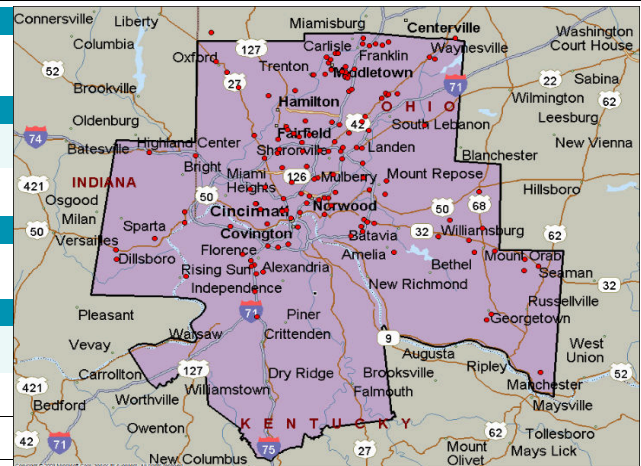 Connersville
Liberty
Miamisburg
Centerville
Washington
Court House
Columbia
127
Carlisle
Franklin
Waynesville
Oxford
52
Trenton
Middletown
27
71
22
Sabina
Brookville
Hamilton
OHIO
Wilmington
62
Oldenburg
42
South Lebanon
Leesburg
74
Fairfield
Batesville
Highland Center
Sharonville
Landen
New Vienna
Blanchester
Bright
Miami
Heights
126
Mulberry
Mount Repose
421
INDIANA
50
Hillsboro
Osgood
Cincinnati
Norwood
50
68
Milan
50
Sparta
Covington
32
Williamsburg
62
Versailles
Batavia
Florence
Dillsboro
Amelia
Mount Orab
Rising Sun
Alexandria
Bethel
Seaman
Independence
New Richmond
32
Russellville
Pleasant
71
Piner
Georgetown
Warsaw
Crittenden
9
Vevay
Augusta
West
Union
Carrollton
127
Dry Ridge
Brooksville
Ripley
52
421
Williamstown
Falmouth
Manchester
Bedford
Worthville
Maysville
KENTUCKY
42
71
Owenton
62
Tollesboro
75
27
Mount
Olivet
Mays Lick
New Columbus